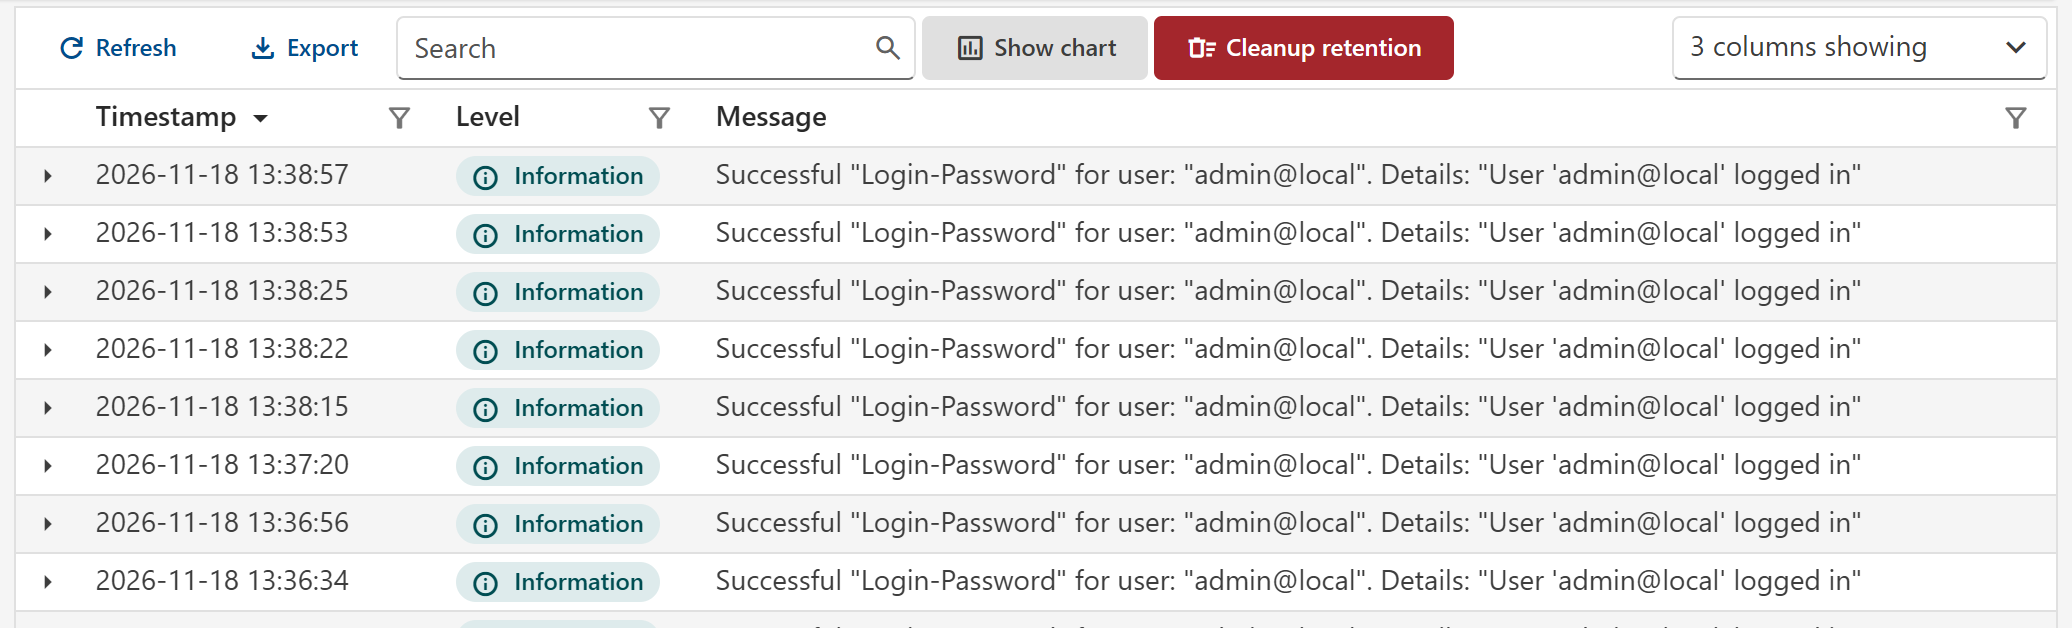 Refresh Export Search Show chart Cleanup retention 3 columns showing
Timestamp Level Message
2026-11-18 13:38:57 Information Successful "Login-Password" for user: "admin@local". Details: "User 'admin@local' logged in"
2026-11-18 13:38:53 Information Successful "Login-Password" for user: "admin@local". Details: "User 'admin@local' logged in"
2026-11-18 13:38:25 Information Successful "Login-Password" for user: "admin@local". Details: "User 'admin@local' logged in"
2026-11-18 13:38:22 Information Successful "Login-Password" for user: "admin@local". Details: "User 'admin@local' logged in"
2026-11-18 13:38:15 Information Successful "Login-Password" for user: "admin@local". Details: "User 'admin@local' logged in"
2026-11-18 13:37:20 Information Successful "Login-Password" for user: "admin@local". Details: "User 'admin@local' logged in"
2026-11-18 13:36:56 Information Successful "Login-Password" for user: "admin@local". Details: "User 'admin@local' logged in"
2026-11-18 13:36:34 Information Successful "Login-Password" for user: "admin@local". Details: "User 'admin@local' logged in"